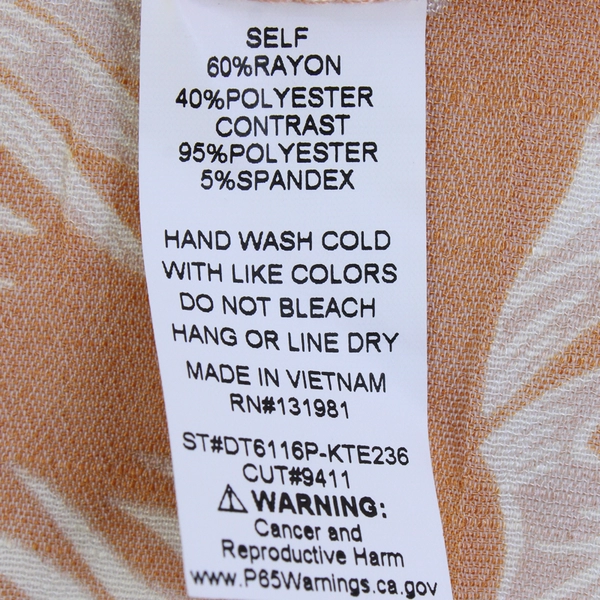 SELF
60%RAYON
40%POLYESTER
CONTRAST
95%POLYESTER
5%SPANDEX
HAND WASH COLD
WITH LIKE COLORS
DO NOT BLEACH
HANG OR LINE DRY
MADE IN VIETNAM
RN#131981
ST#DT6116P-KTE236
CUT#9411
⚠WARNING:
Cancer and
Reproductive Harm
www.P65Warnings.ca.gov